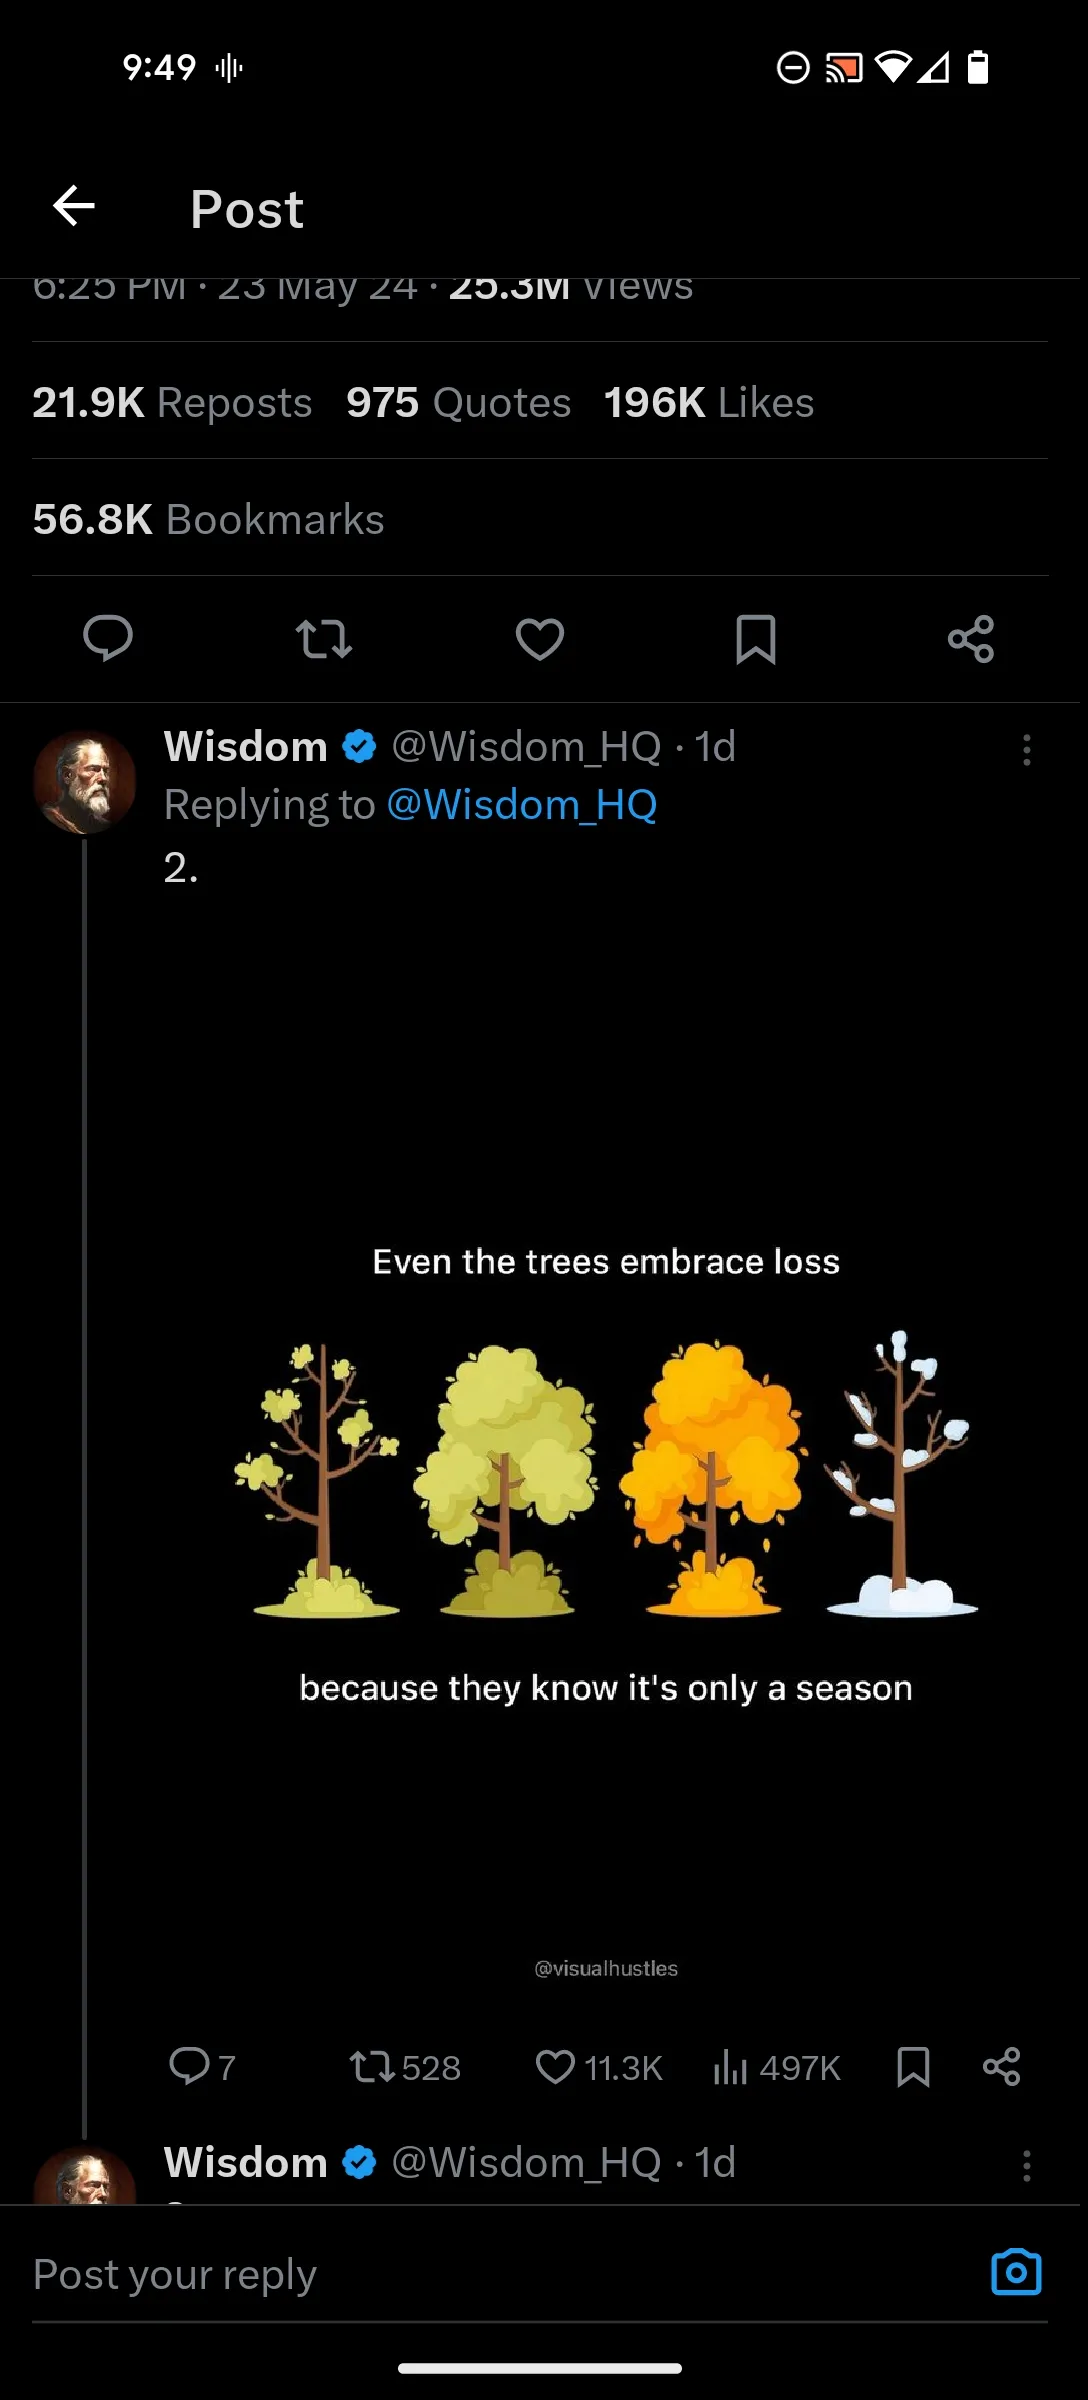 9:49
Post
6:25 PM · 23 May 24 · 25.3M Views
21.9K Reposts 975 Quotes 196K Likes
56.8K Bookmarks
Wisdom @Wisdom_HQ · 1d
Replying to @Wisdom_HQ
2.
Even the trees embrace loss
because they know it's only a season
@visualhustles
7 528 11.3K 497K
Wisdom @Wisdom_HQ · 1d
Post your reply